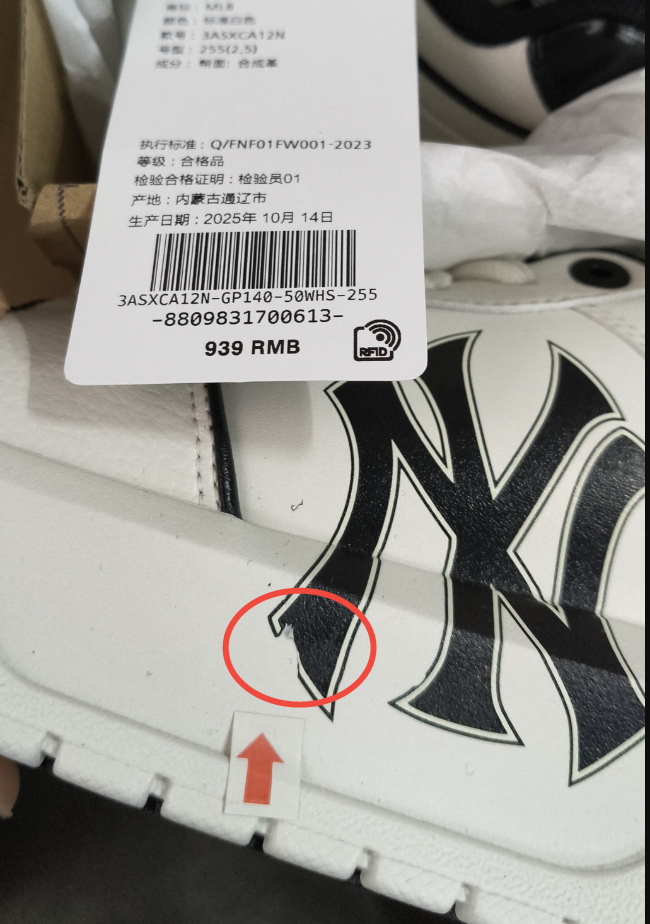 商标：MLB
颜色：标准白色
款号：3ASXCA12N
号型：255(2.5)
成分：帮面：合成革
执行标准：Q/FNF01FW001-2023
等级：合格品
检验合格证明：检验员01
产地：内蒙古通辽市
生产日期：2025年 10月 14日
3ASXCA12N-GP140-50WHS-255
-8809831700613-
939 RMB
RFID
NY